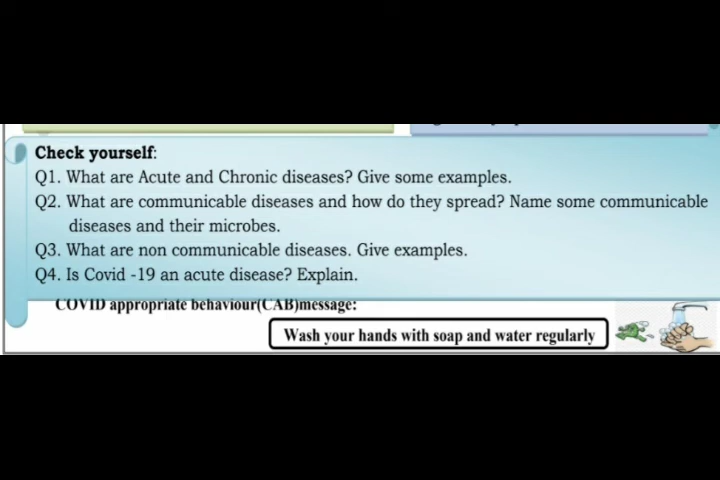 Check yourself:
Q1. What are Acute and Chronic diseases? Give some examples.
Q2. What are communicable diseases and how do they spread? Name some communicable
diseases and their microbes.
Q3. What are non communicable diseases. Give examples.
Q4. Is Covid -19 an acute disease? Explain.
COVID appropriate behaviour(CAB)message:
Wash your hands with soap and water regularly